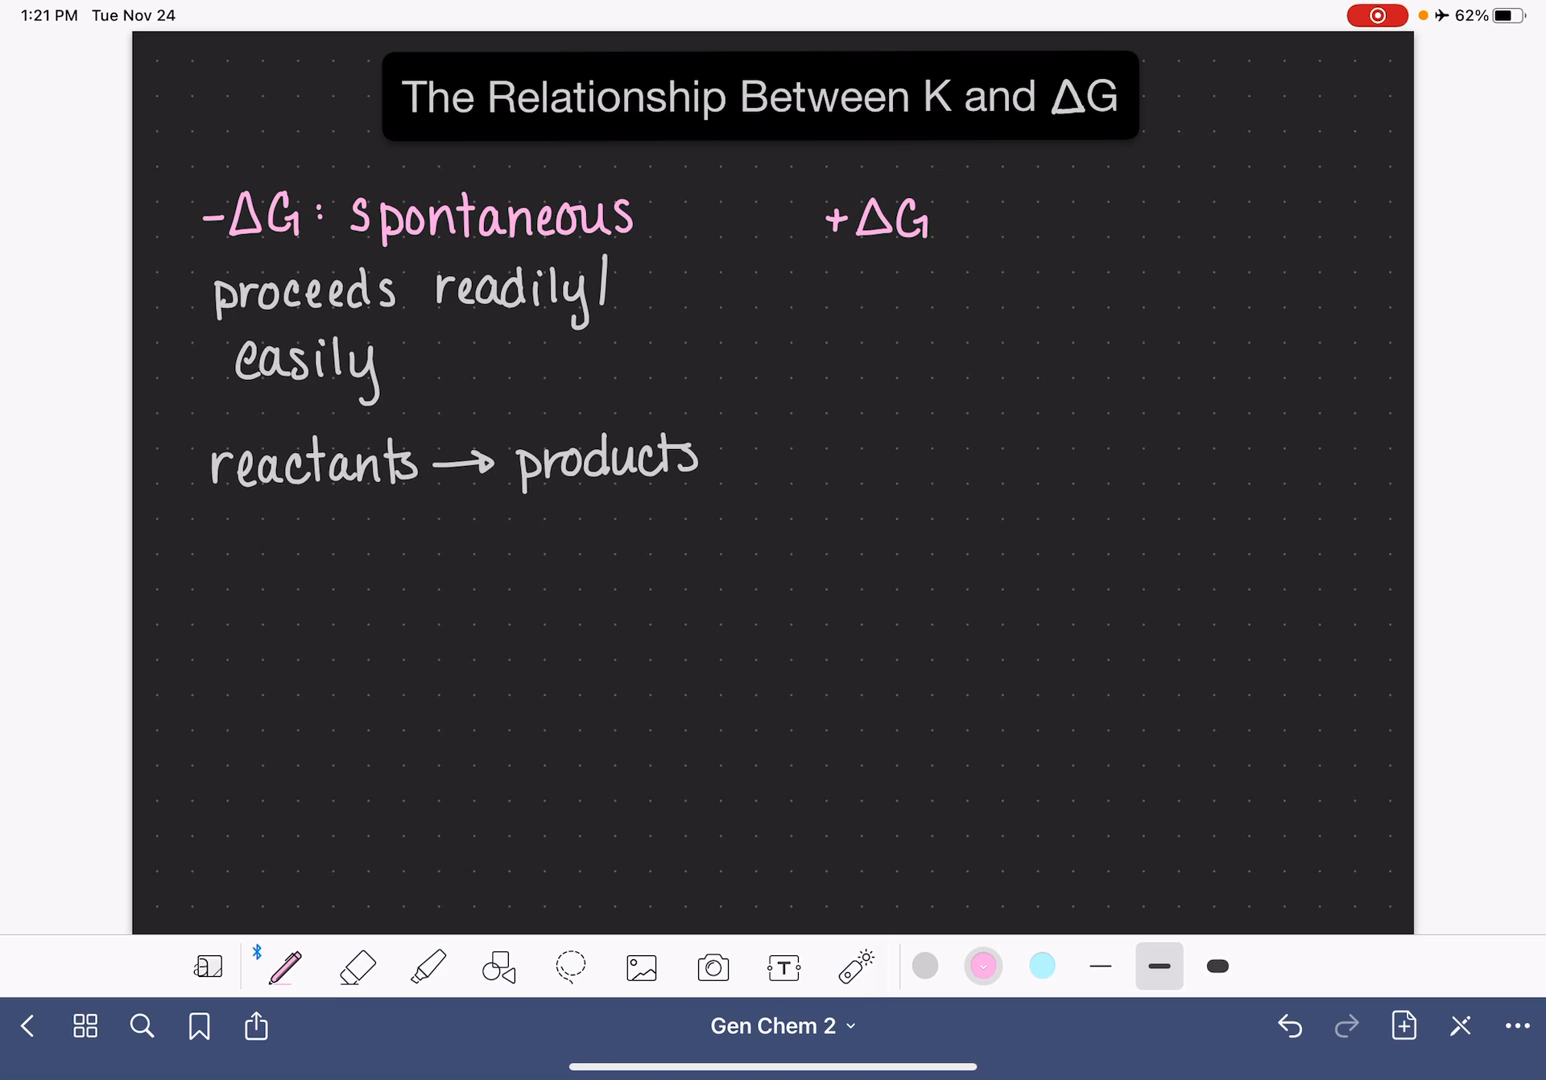 1:21 PM Tue Nov 24
62%
The Relationship Between K and ΔG
-ΔG: spontaneous
+ΔG
proceeds readily/
easily
reactants → products
Gen Chem 2